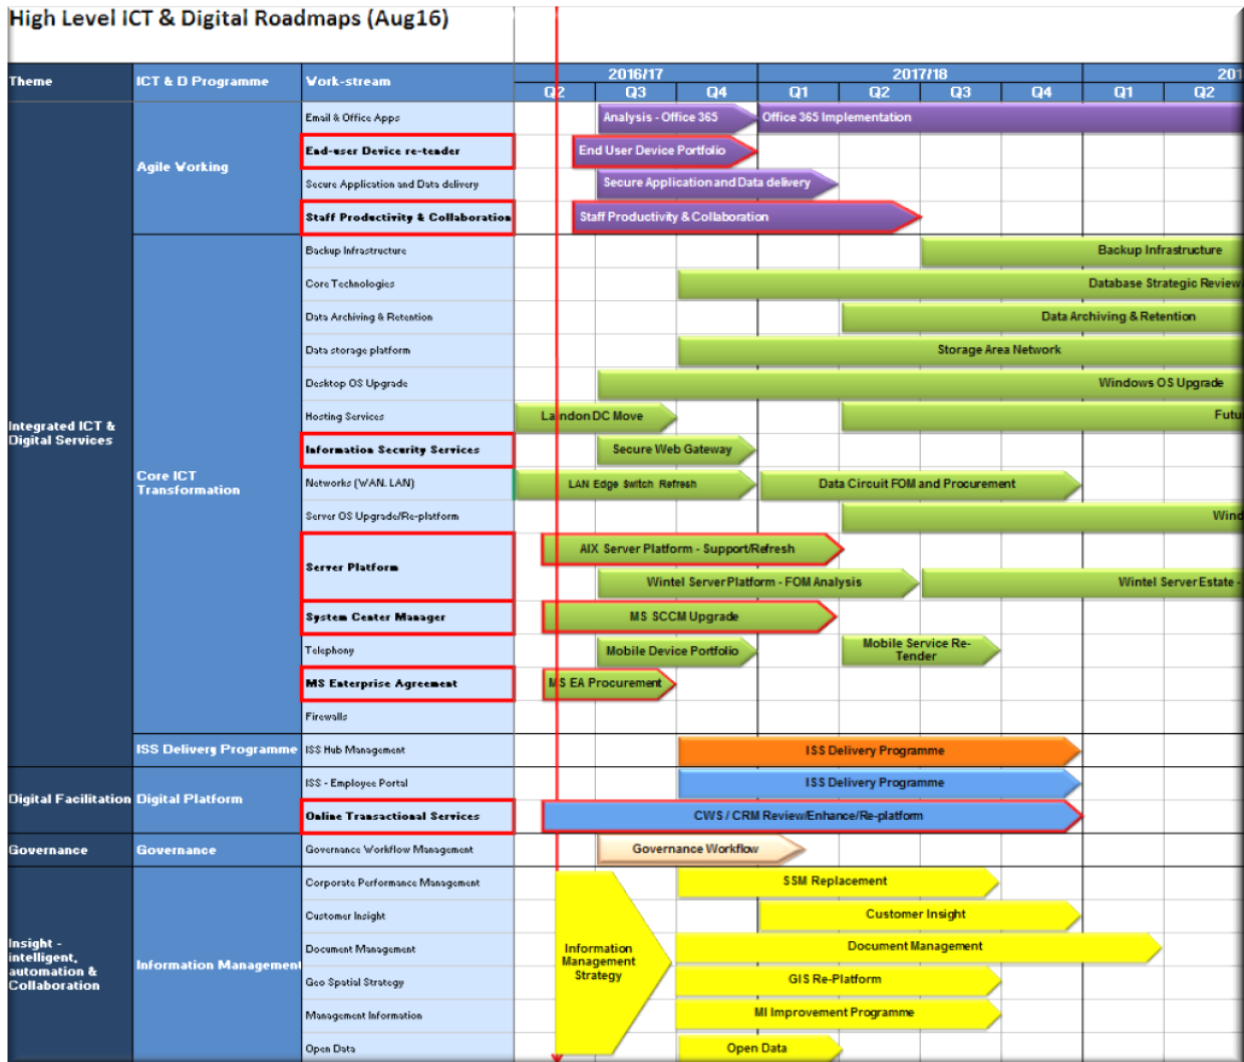 High Level ICT & Digital Roadmaps (Aug16)
Theme
ICT & D Programme
Work-stream
2016/17
2017/18
201
Q2
Q3
Q4
Q1
Q2
Q3
Q4
Q1
Q2
Integrated ICT &
Digital Services
Agile Working
Email & Office Apps
Analysis - Office 365
Office 365 Implementation
End-user Device re-tender
End User Device Portfolio
Secure Application and Data delivery
Secure Application and Data delivery
Staff Productivity & Collaboration
Staff Productivity & Collaboration
Core ICT
Transformation
Backup Infrastructure
Backup Infrastructure
Core Technologies
Database Strategic Review
Data Archiving & Retention
Data Archiving & Retention
Data storage platform
Storage Area Network
Desktop OS Upgrade
Windows OS Upgrade
Hosting Services
Laindon DC Move
Futu
Information Security Services
Secure Web Gateway
Networks (WAN. LAN)
LAN Edge Switch Refresh
Data Circuit FOM and Procurement
Server OS Upgrade/Re-platform
Wind
Server Platform
AIX Server Platform - Support/Refresh
Wintel Server Platform - FOM Analysis
Wintel Server Estate -
System Center Manager
MS SCCM Upgrade
Telephony
Mobile Device Portfolio
Mobile Service Re-
Tender
MS Enterprise Agreement
MS EA Procurement
Firewalls
ISS Delivery Programme
ISS Hub Management
ISS Delivery Programme
Digital Facilitation
Digital Platform
ISS - Employee Portal
ISS Delivery Programme
Online Transactional Services
CWS / CRM Review/Enhance/Re-platform
Governance
Governance
Governance Workflow Management
Governance Workflow
Insight -
intelligent,
automation &
Collaboration
Information Management
Information
Management
Strategy
Corporate Performance Management
SSM Replacement
Customer Insight
Customer Insight
Document Management
Document Management
Geo Spatial Strategy
GIS Re-Platform
Management Information
MI Improvement Programme
Open Data
Open Data